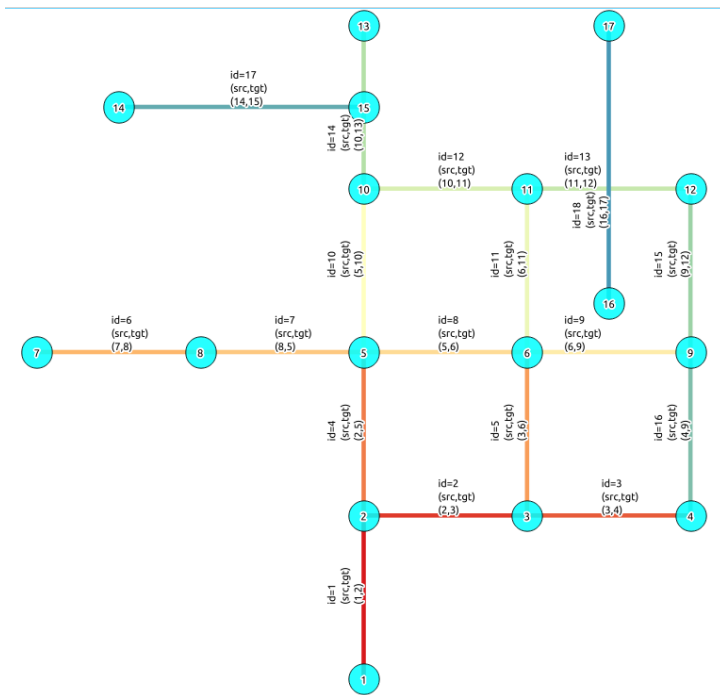 13
17
id=17
(src,tgt)
(14,15)
14
15
id=14
(src,tgt)
(10,13)
id=12
(src,tgt)
(10,11)
id=13
(src,tgt)
(11,12)
10
11
12
id=18
(src,tgt)
(16,17)
id=10
(src,tgt)
(5,10)
id=11
(src,tgt)
(6,11)
id=15
(src,tgt)
(9,12)
16
id=6
(src,tgt)
(7,8)
id=7
(src,tgt)
(8,5)
id=8
(src,tgt)
(5,6)
id=9
(src,tgt)
(6,9)
7
8
5
6
9
id=4
(src,tgt)
(2,5)
id=5
(src,tgt)
(3,6)
id=16
(src,tgt)
(4,9)
id=2
(src,tgt)
(2,3)
id=3
(src,tgt)
(3,4)
2
3
4
id=1
(src,tgt)
(1,2)
1